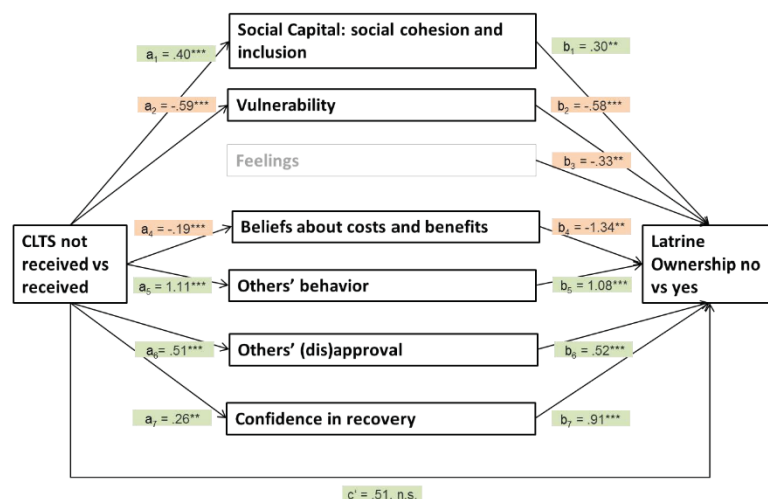 Social Capital: social cohesion and
inclusion
a₁ = .40***
b₁ = .30**
Vulnerability
a₂ = -.59***
b₂ = -.58***
Feelings
b₃ = -.33**
CLTS not
received vs
received
a₄ = -.19***
Beliefs about costs and benefits
b₄ = -1.34**
Latrine
Ownership no
vs yes
a₅ = 1.11***
Others’ behavior
b₅ = 1.08***
a₆ = .51***
Others’ (dis)approval
b₆ = .52***
a₇ = .26**
Confidence in recovery
b₇ = .91***
c' = .51, n.s.